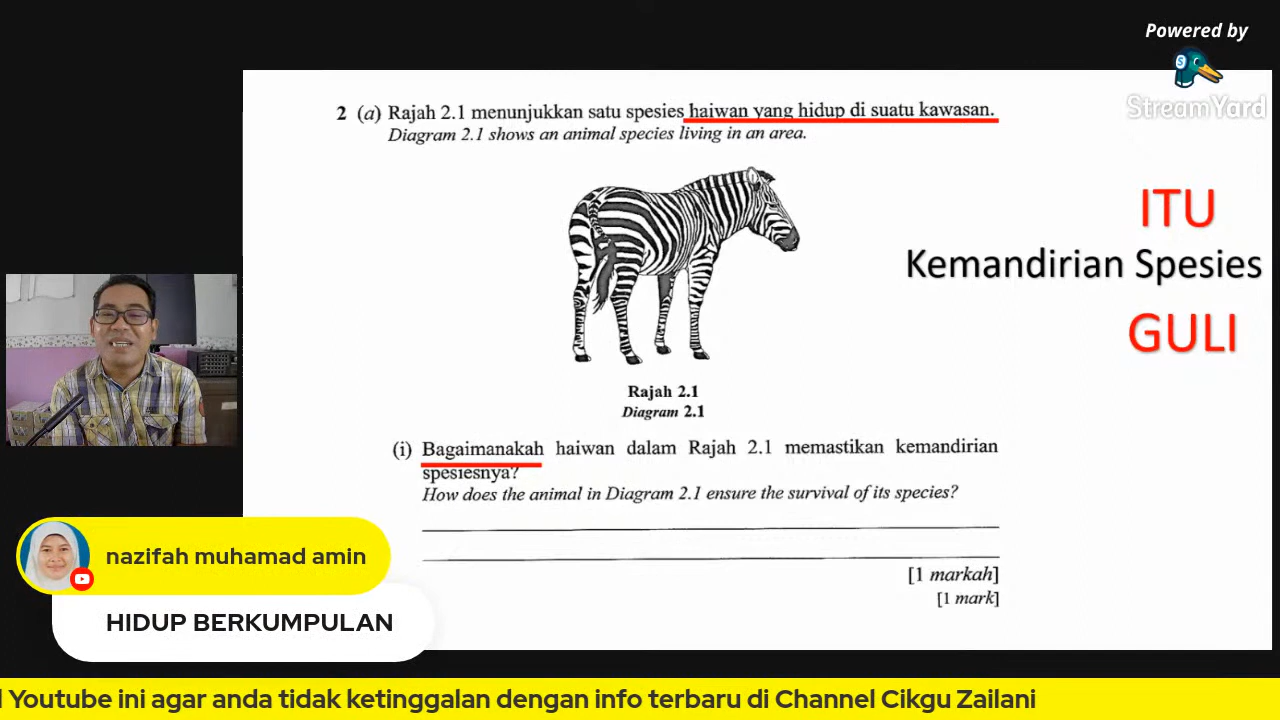 Powered by
StreamYard
2 (a) Rajah 2.1 menunjukkan satu spesies haiwan yang hidup di suatu kawasan.
Diagram 2.1 shows an animal species living in an area.
ITU
Kemandirian Spesies
GULI
Rajah 2.1
Diagram 2.1
(i) Bagaimanakah haiwan dalam Rajah 2.1 memastikan kemandirian
spesiesnya?
How does the animal in Diagram 2.1 ensure the survival of its species?
[1 markah]
[1 mark]
nazifah muhamad amin
HIDUP BERKUMPULAN
Youtube ini agar anda tidak ketinggalan dengan info terbaru di Channel Cikgu Zailani